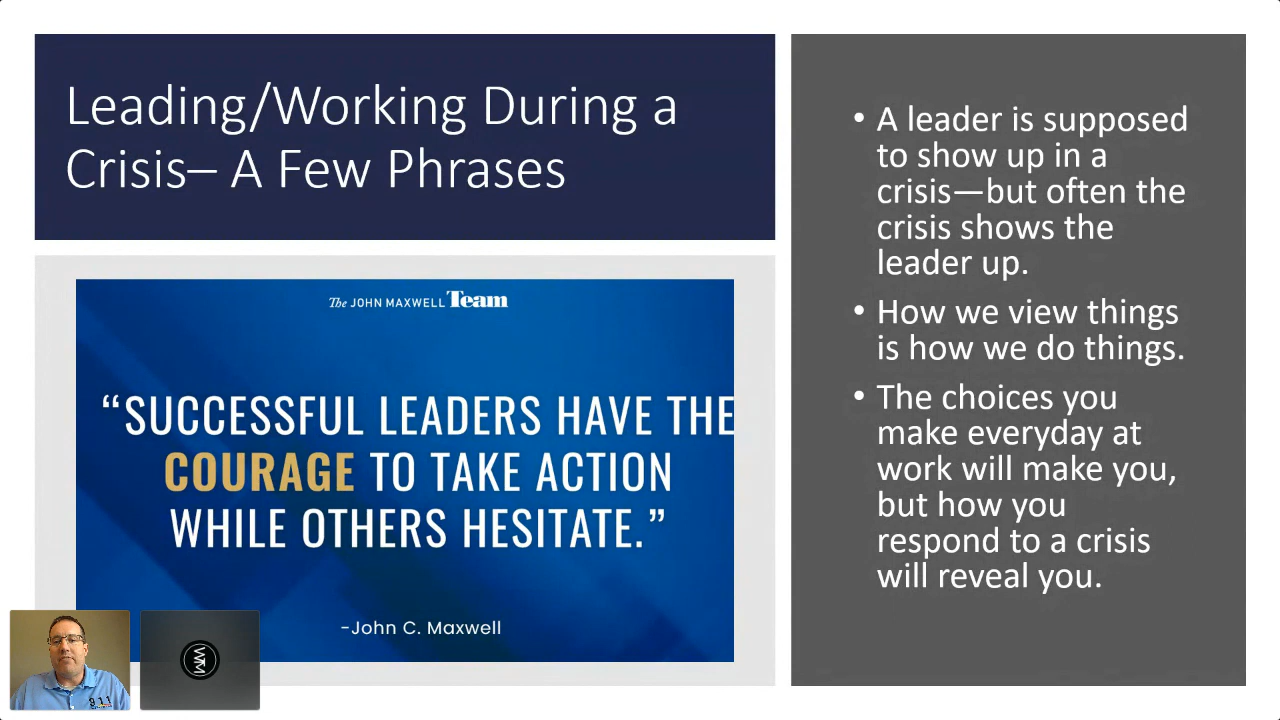 Leading/Working During a
Crisis– A Few Phrases
The JOHN MAXWELL Team
“SUCCESSFUL LEADERS HAVE THE
COURAGE TO TAKE ACTION
WHILE OTHERS HESITATE.”
-John C. Maxwell
• A leader is supposed
to show up in a
crisis—but often the
crisis shows the
leader up.
• How we view things
is how we do things.
• The choices you
make everyday at
work will make you,
but how you
respond to a crisis
will reveal you.
911